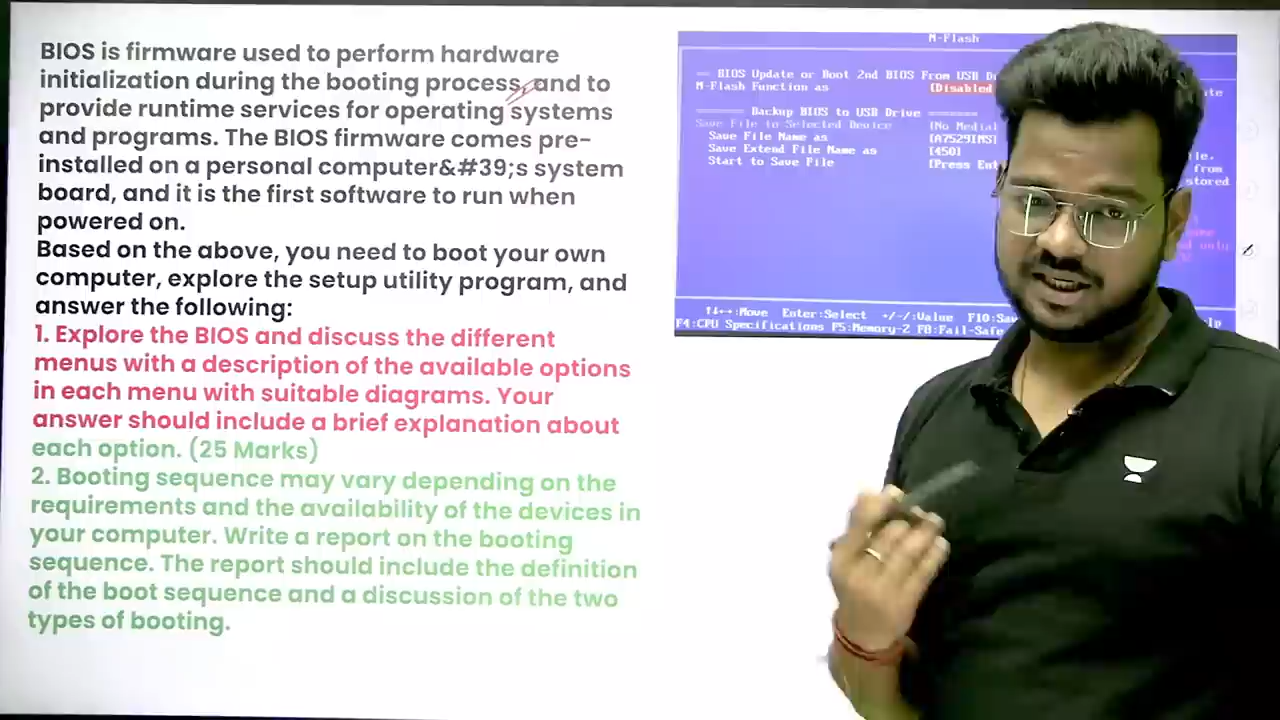 BIOS is firmware used to perform hardware
initialization during the booting process, and to
provide runtime services for operating systems
and programs. The BIOS firmware comes pre-
installed on a personal computer&#39;s system
board, and it is the first software to run when
powered on.
Based on the above, you need to boot your own
computer, explore the setup utility program, and
answer the following:
1. Explore the BIOS and discuss the different
menus with a description of the available options
in each menu with suitable diagrams. Your
answer should include a brief explanation about
each option. (25 Marks)
2. Booting sequence may vary depending on the
requirements and the availability of the devices in
your computer. Write a report on the booting
sequence. The report should include the definition
of the boot sequence and a discussion of the two
types of booting.
M-Flash
BIOS Update or Boot 2nd BIOS From USB
M-Flash Function as [Disabled
Backup BIOS to USB Drive
Save File to Selected Device [No Media]
Save File Name as [A7529IMS]
Save Extend File Name as [450]
Start to Save File [Press Ent
file.
from
stored
only
↑↓←→:Move Enter:Select +/-/:Value F10:Sav
F4:CPU Specifications F5:Memory-Z F8:Fail-Safe